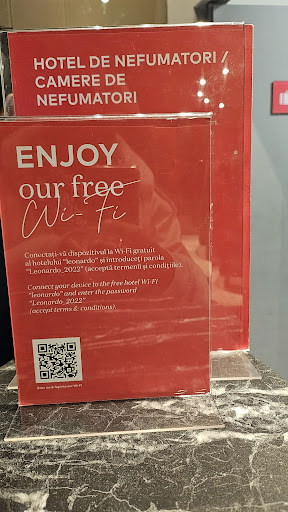 HOTEL DE NEFUMATORI /
CAMERE DE
NEFUMATORI
ENJOY
our free
Wi-Fi
Conectați-vă dispozitivul la Wi-Fi gratuit
al hotelului "leonardo" și introduceți parola
"Leonardo_2022" (acceptă termenii și condițiile).
Connect your device to the free hotel Wi-Fi
"leonardo" and enter the password
"Leonardo_2022"
(accept terms & conditions).